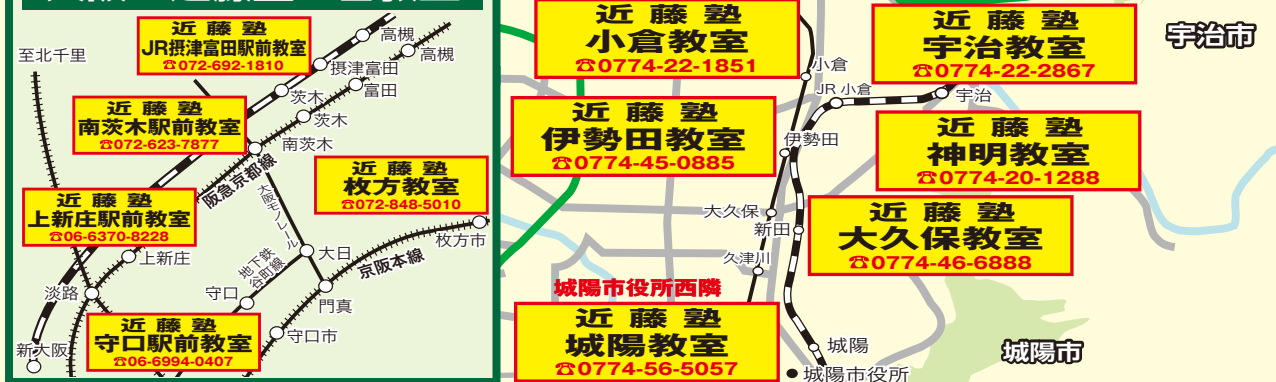 近藤塾
JR摂津富田駅前教室
☎072-692-1810
高槻
高槻
至北千里
摂津富田
富田
茨木
茨木
近藤塾
南茨木駅前教室
☎072-623-7877
南茨木
阪急京都線
大阪モノレール
近藤塾
枚方教室
☎072-848-5010
近藤塾
上新庄駅前教室
☎06-6370-8228
枚方市
上新庄
大日
地下鉄
谷町線
京阪本線
淡路
守口
門真
近藤塾
守口駅前教室
☎06-6994-0407
守口市
新大阪
近藤塾
小倉教室
☎0774-22-1851
近藤塾
宇治教室
☎0774-22-2867
宇治市
小倉
JR小倉
宇治
近藤塾
伊勢田教室
☎0774-45-0885
伊勢田
近藤塾
神明教室
☎0774-20-1288
大久保
新田
近藤塾
大久保教室
☎0774-46-6888
久津川
城陽市役所西隣
近藤塾
城陽教室
☎0774-56-5057
城陽
城陽市
城陽市役所